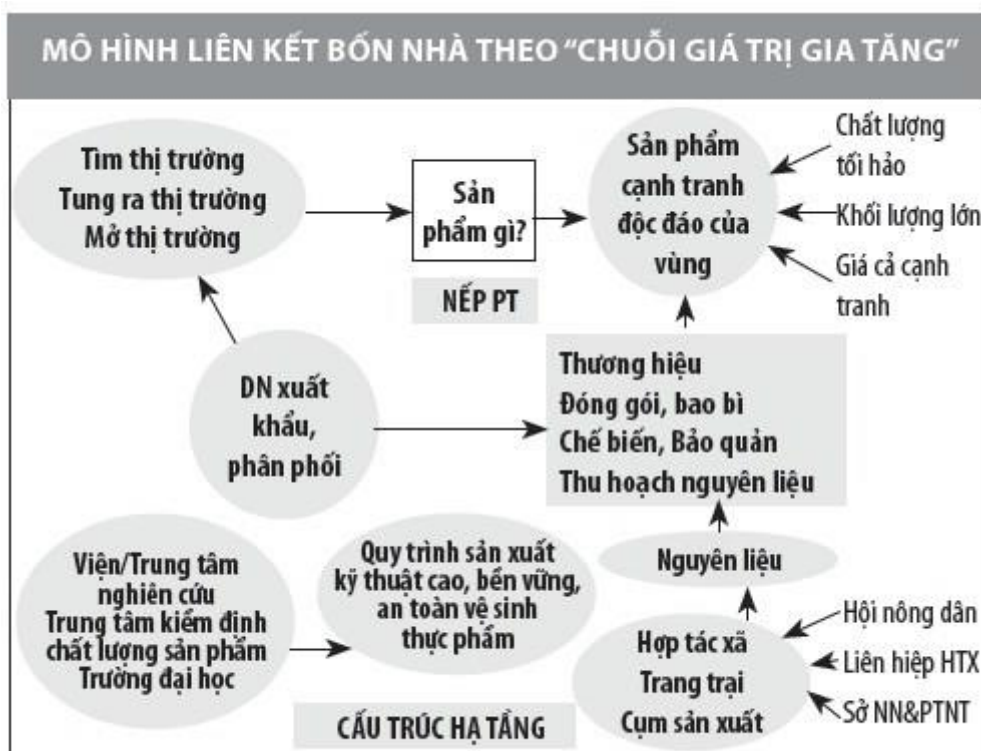 MÔ HÌNH LIÊN KẾT BỐN NHÀ THEO “CHUỖI GIÁ TRỊ GIA TĂNG”
Tìm thị trường
Tung ra thị trường
Mở thị trường
Sản
phẩm gì?
NẾP PT
Sản phẩm
cạnh tranh
độc đáo của
vùng
Chất lượng
tối hảo
Khối lượng lớn
Giá cả cạnh
tranh
DN xuất
khẩu,
phân phối
Thương hiệu
Đóng gói, bao bì
Chế biến, Bảo quản
Thu hoạch nguyên liệu
Viện/Trung tâm
nghiên cứu
Trung tâm kiểm định
chất lượng sản phẩm
Trường đại học
Quy trình sản xuất
kỹ thuật cao, bền vững,
an toàn vệ sinh
thực phẩm
Nguyên liệu
Hợp tác xã
Trang trại
Cụm sản xuất
Hội nông dân
Liên hiệp HTX
Sở NN&PTNT
CẤU TRÚC HẠ TẦNG